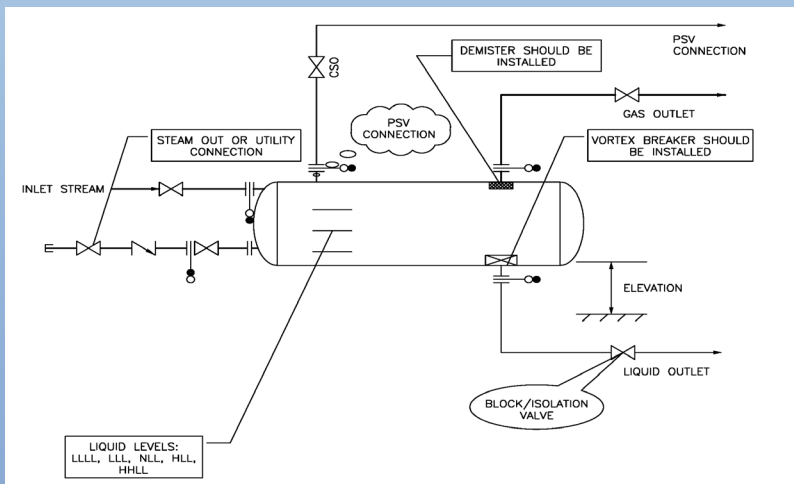 PSV
CONNECTION
DEMISTER SHOULD BE
INSTALLED
CSO
GAS OUTLET
PSV
CONNECTION
STEAM OUT OR UTILITY
CONNECTION
VORTEX BREAKER SHOULD
BE INSTALLED
INLET STREAM
ELEVATION
LIQUID OUTLET
BLOCK/ISOLATION
VALVE
LIQUID LEVELS:
LLLL, LLL, NLL, HLL,
HHLL